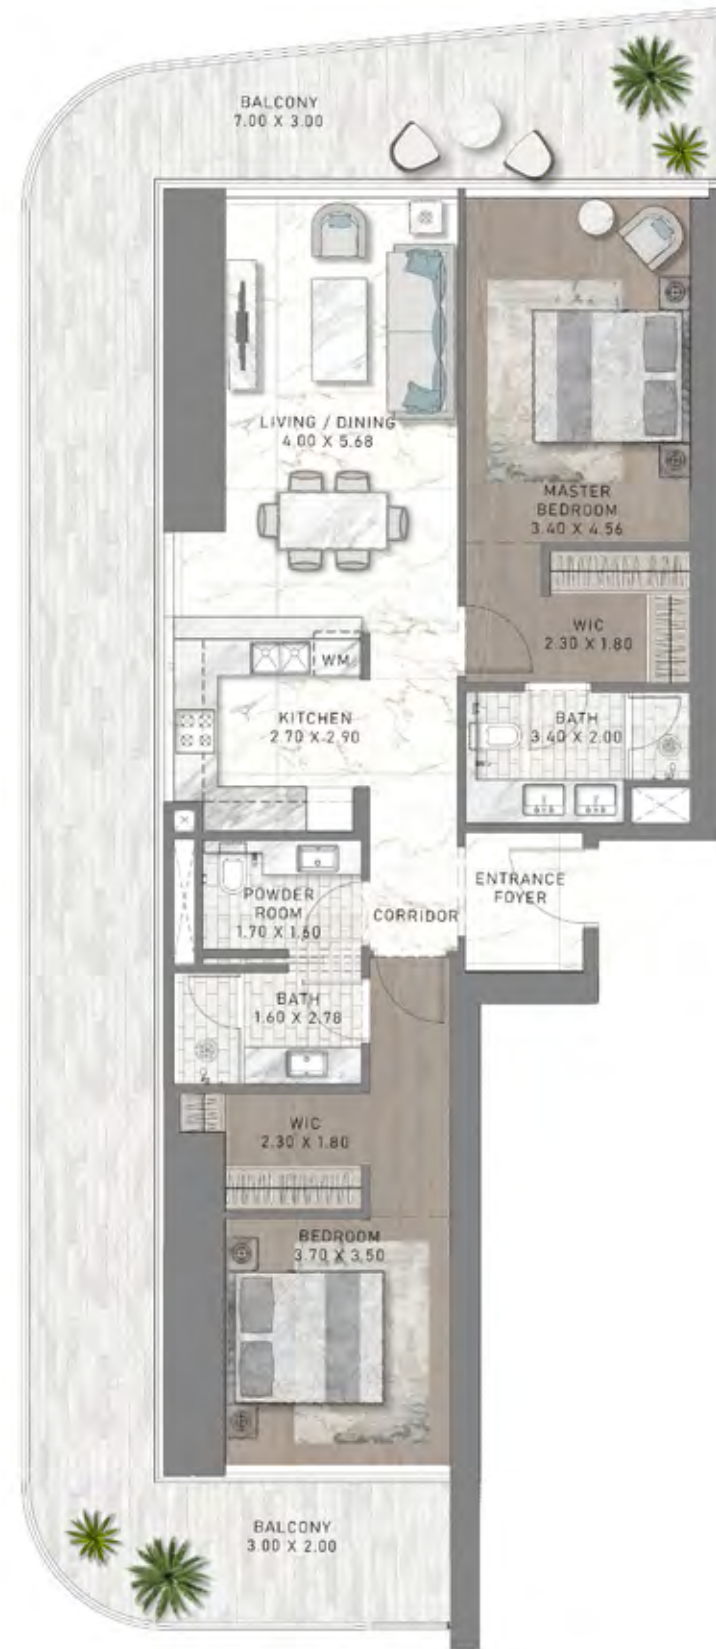 BALCONY
7.00 X 3.00
LIVING / DINING
4.00 X 5.68
MASTER
BEDROOM
3.40 X 4.56
WIC
2.30 X 1.80
WM
KITCHEN
2.70 X 2.90
BATH
3.40 X 2.00
ENTRANCE
FOYER
POWDER
ROOM
1.70 X 1.60
CORRIDOR
BATH
1.60 X 2.78
WIC
2.30 X 1.80
BEDROOM
3.70 X 3.50
BALCONY
3.00 X 2.00